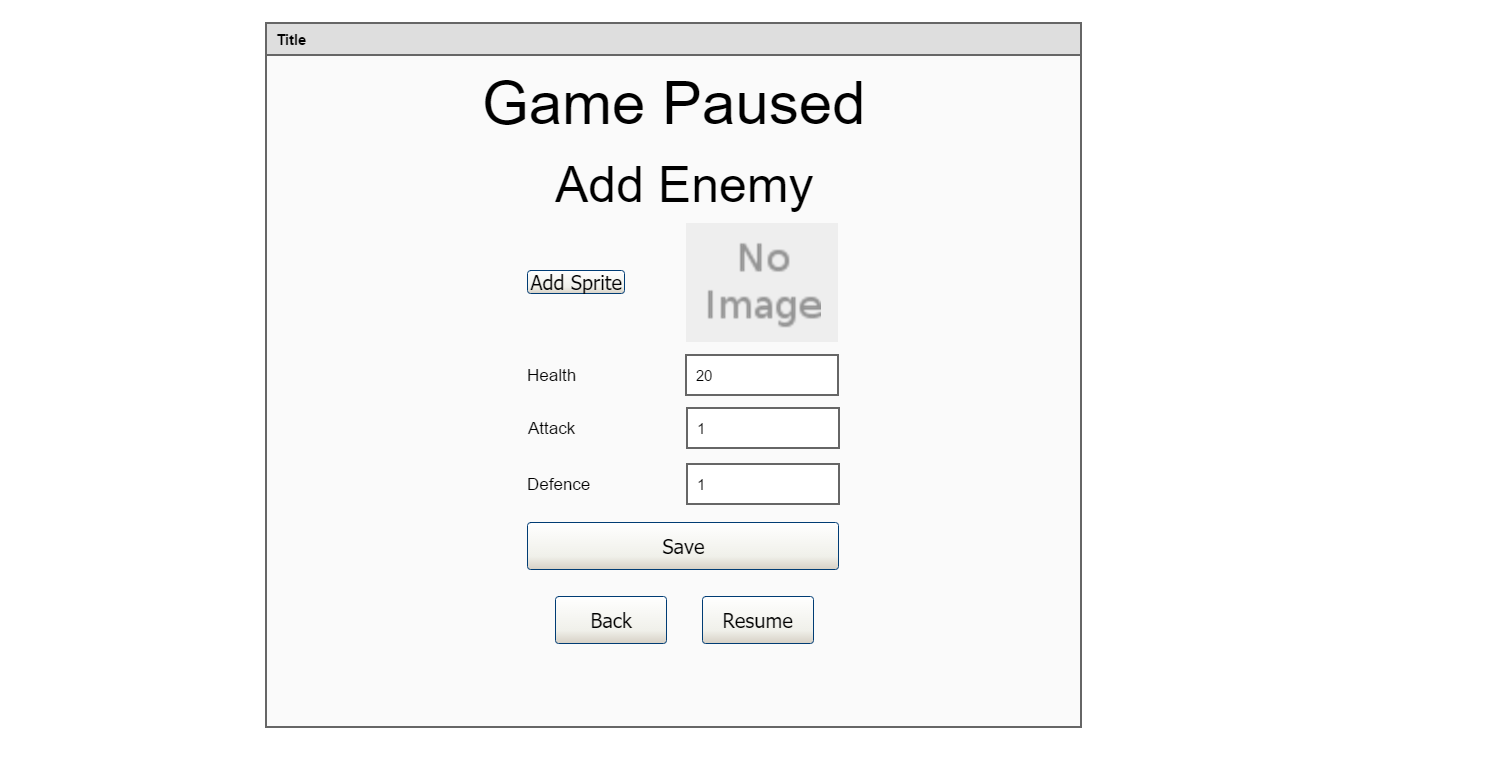 Title
Game Paused
Add Enemy
Add Sprite
No
Image
Health 20
Attack 1
Defence 1
Save
Back Resume